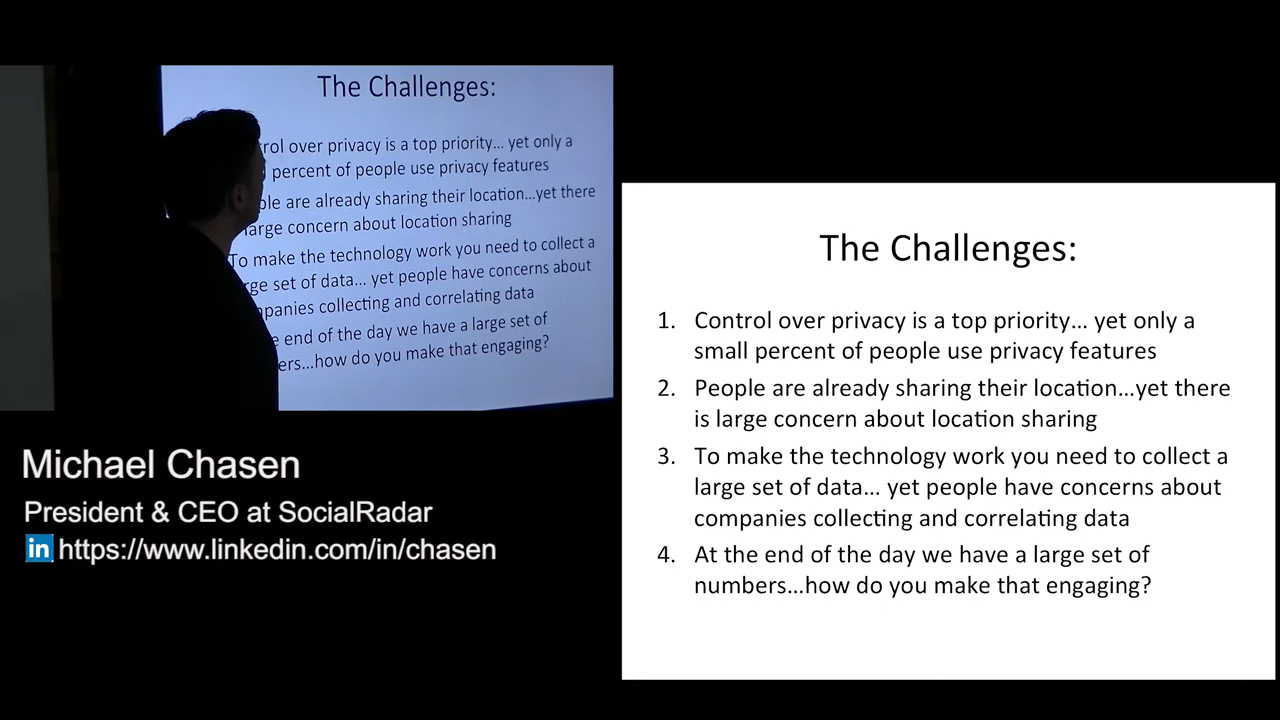 The Challenges:
rol over privacy is a top priority... yet only a
percent of people use privacy features
ple are already sharing their location...yet there
large concern about location sharing
To make the technology work you need to collect a
rge set of data... yet people have concerns about
panies collecting and correlating data
end of the day we have a large set of
ers...how do you make that engaging?
Michael Chasen
President & CEO at SocialRadar
in https://www.linkedin.com/in/chasen
The Challenges:
1. Control over privacy is a top priority... yet only a
small percent of people use privacy features
2. People are already sharing their location...yet there
is large concern about location sharing
3. To make the technology work you need to collect a
large set of data... yet people have concerns about
companies collecting and correlating data
4. At the end of the day we have a large set of
numbers...how do you make that engaging?